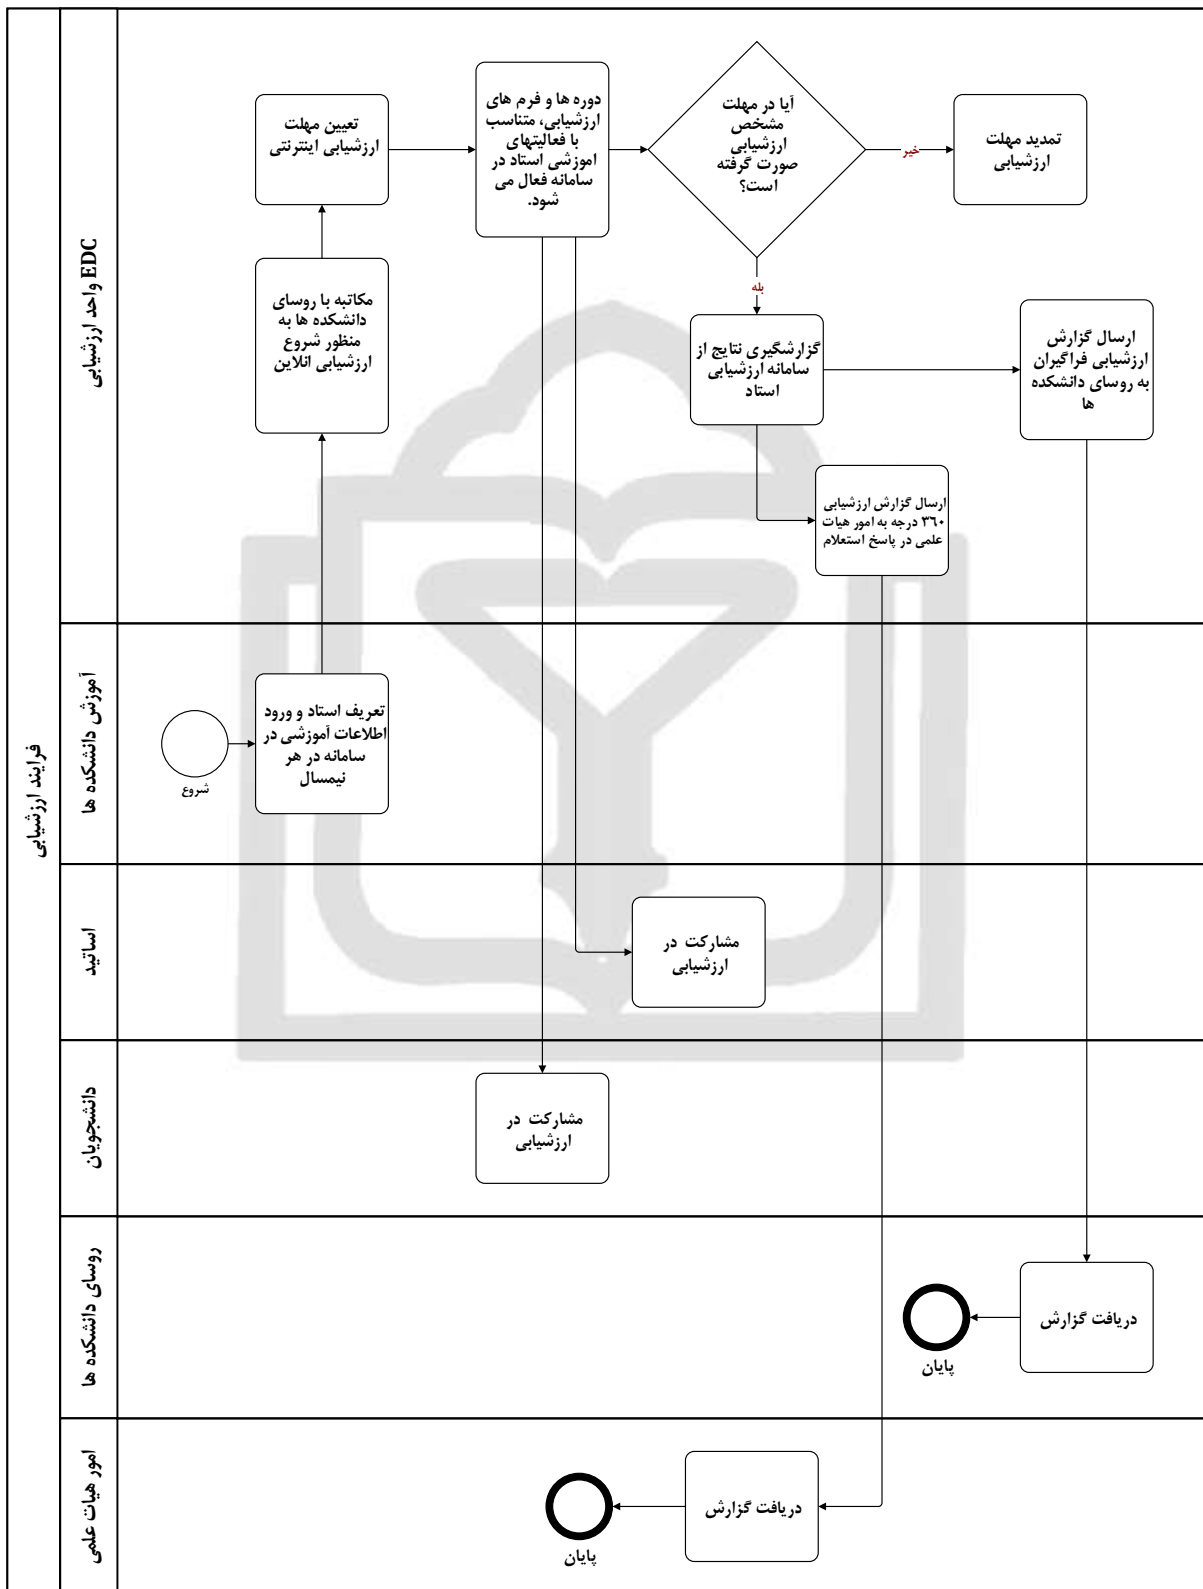 فرایند ارزشیابی
واحد ارزشیابی EDC
تعیین مهلت
ارزشیابی اینترنتی
دوره ها و فرم های
ارزشیابی، متناسب
با فعالیتهای
اموزشی استاد در
سامانه فعال می
شود.
آیا در مهلت
مشخص
ارزشیابی
صورت گرفته
است؟
خیر
تمدید مهلت
ارزشیابی
بله
مکاتبه با روسای
دانشکده ها به
منظور شروع
ارزشیابی انلاین
گزارشگیری نتایج از
سامانه ارزشیابی
استاد
ارسال گزارش
ارزشیابی فراگیران
به روسای دانشکده
ها
ارسال گزارش ارزشیابی
۳٦۰ درجه به امور هیات
علمی در پاسخ استعلام
آموزش دانشکده ها
شروع
تعریف استاد و ورود
اطلاعات آموزشی در
سامانه در هر
نیمسال
اساتید
مشارکت در
ارزشیابی
دانشجویان
مشارکت در
ارزشیابی
روسای دانشکده ها
دریافت گزارش
پایان
امور هیات علمی
دریافت گزارش
پایان